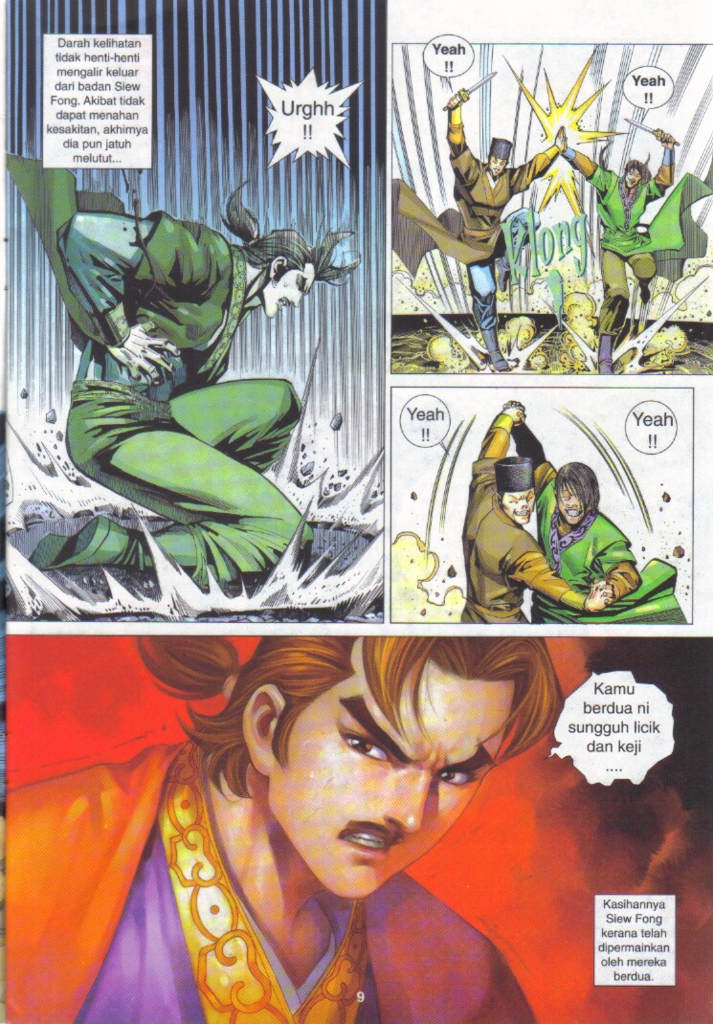 Darah kelihatan
tidak henti-henti
mengalir keluar
dari badan Siew
Fong. Akibat tidak
dapat menahan
kesakitan, akhirnya
dia pun jatuh
melutut...
Urghh
!!
Yeah
!!
Yeah
!!
Klong
!
Yeah
!!
Yeah
!!
Kamu
berdua ni
sungguh licik
dan keji
....
Kasihannya
Siew Fong
kerana telah
dipermainkan
oleh mereka
berdua.
9